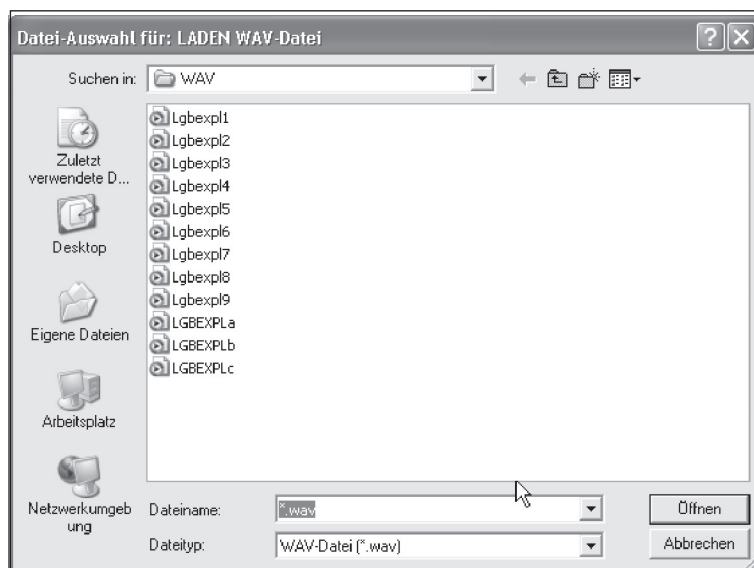 Datei-Auswahl für: LADEN WAV-Datei
Suchen in: WAV
Zuletzt
verwendete D...
Desktop
Eigene Dateien
Arbeitsplatz
Netzwerkumgeb
ung
Lgbexpl1
Lgbexpl2
Lgbexpl3
Lgbexpl4
Lgbexpl5
Lgbexpl6
Lgbexpl7
Lgbexpl8
Lgbexpl9
LGBEXPLa
LGBEXPLb
LGBEXPLc
Dateiname: *.wav Öffnen
Dateityp: WAV-Datei (*.wav) Abbrechen